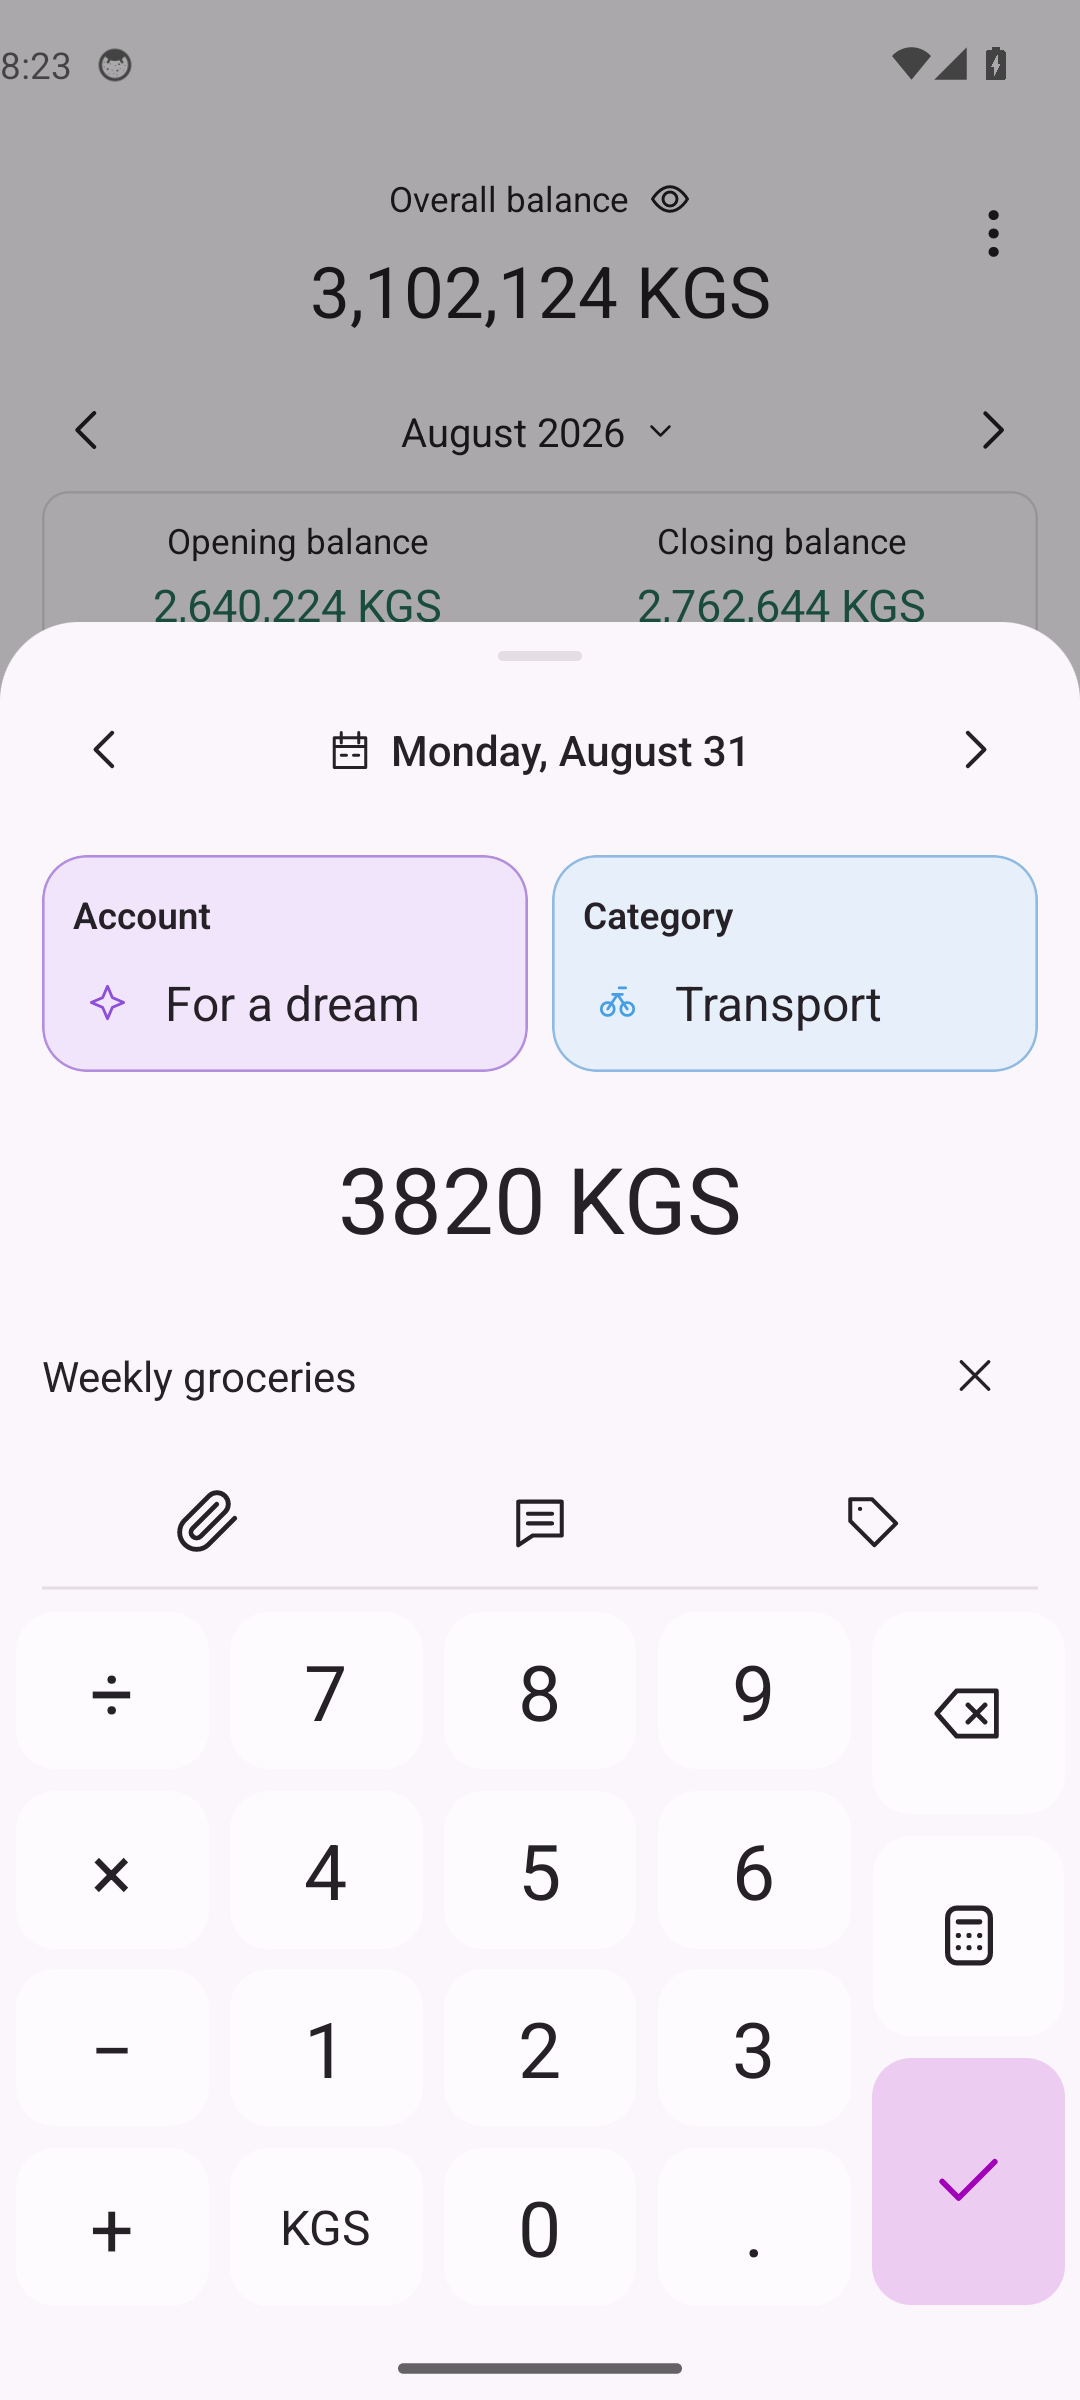 8:23
Overall balance
3,102,124 KGS
August 2026
Opening balance
Closing balance
2,640,224 KGS
2,762,644 KGS
Monday, August 31
Account
Category
For a dream
Transport
3820 KGS
Weekly groceries
÷ 7 8 9
× 4 5 6
− 1 2 3
+ KGS 0 .